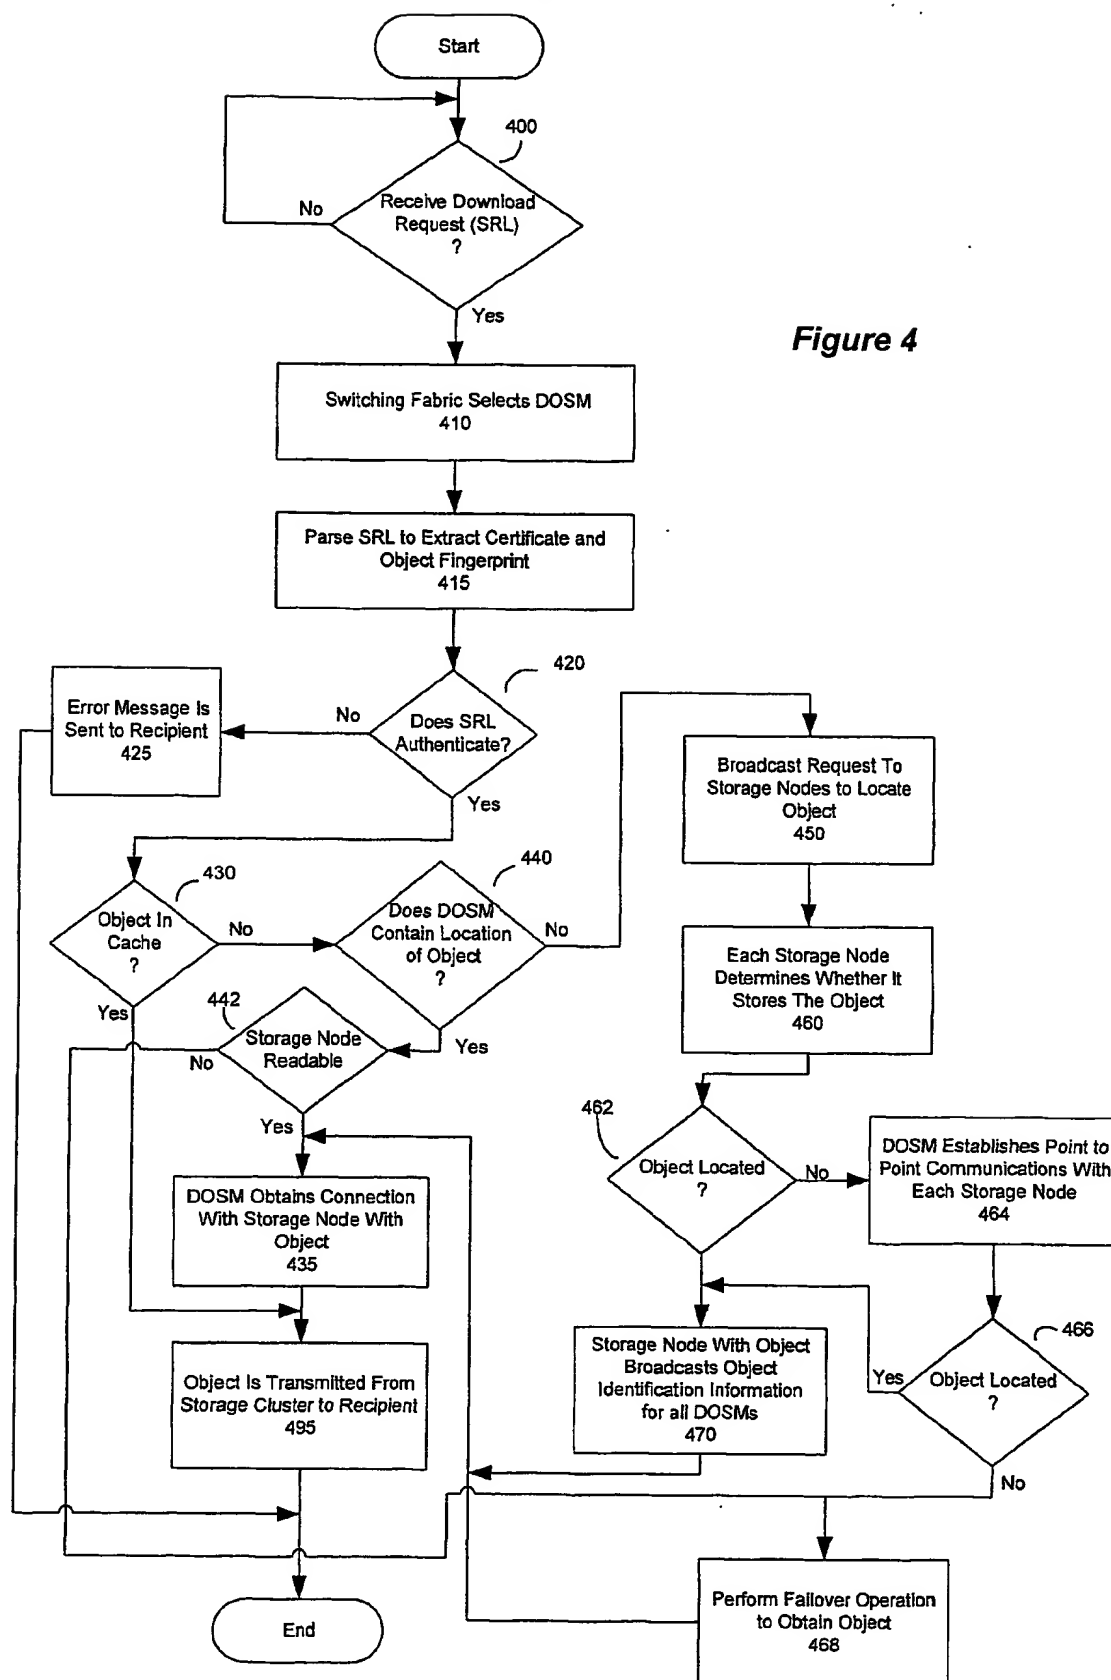 Start
400
Receive Download
Request (SRL)
?
No
Yes
Figure 4
Switching Fabric Selects DOSM
410
Parse SRL to Extract Certificate and
Object Fingerprint
415
420
Does SRL
Authenticate?
No
Yes
Error Message Is
Sent to Recipient
425
Broadcast Request To
Storage Nodes to Locate
Object
450
430
Object In
Cache
?
No
Yes
440
Does DOSM
Contain Location
of Object
?
No
Yes
442
Storage Node
Readable
No
Yes
Each Storage Node
Determines Whether It
Stores The Object
460
462
Object Located
?
No
DOSM Establishes Point to
Point Communications With
Each Storage Node
464
DOSM Obtains Connection
With Storage Node With
Object
435
466
Object Located
?
Yes
No
Storage Node With Object
Broadcasts Object
Identification Information
for all DOSMs
470
Object Is Transmitted From
Storage Cluster to Recipient
495
Perform Failover Operation
to Obtain Object
468
End